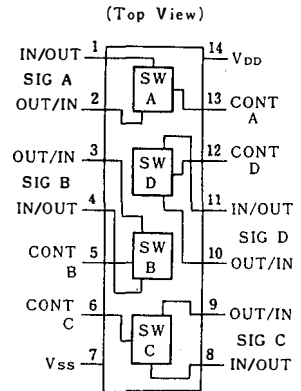 (Top View)
IN/OUT 1 14 VDD
SIG A SW A
OUT/IN 2 13 CONT A
OUT/IN 3 12 CONT D
SIG B SW D
IN/OUT 4 11 IN/OUT
SIG D
CONT B 5 SW B 10 OUT/IN
CONT C 6 9 OUT/IN
SW C SIG C
VSS 7 8 IN/OUT